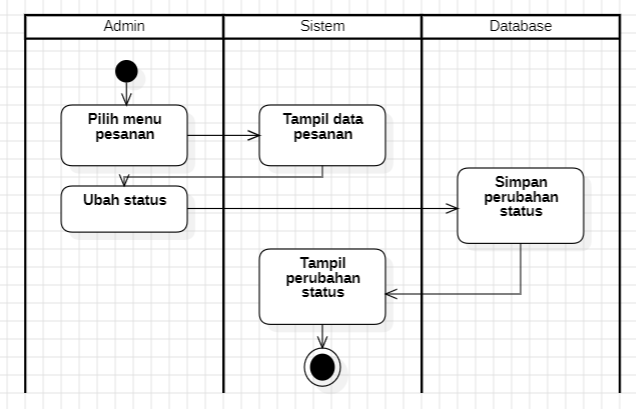 Admin
Sistem
Database
Pilih menu
pesanan
Tampil data
pesanan
Ubah status
Simpan
perubahan
status
Tampil
perubahan
status